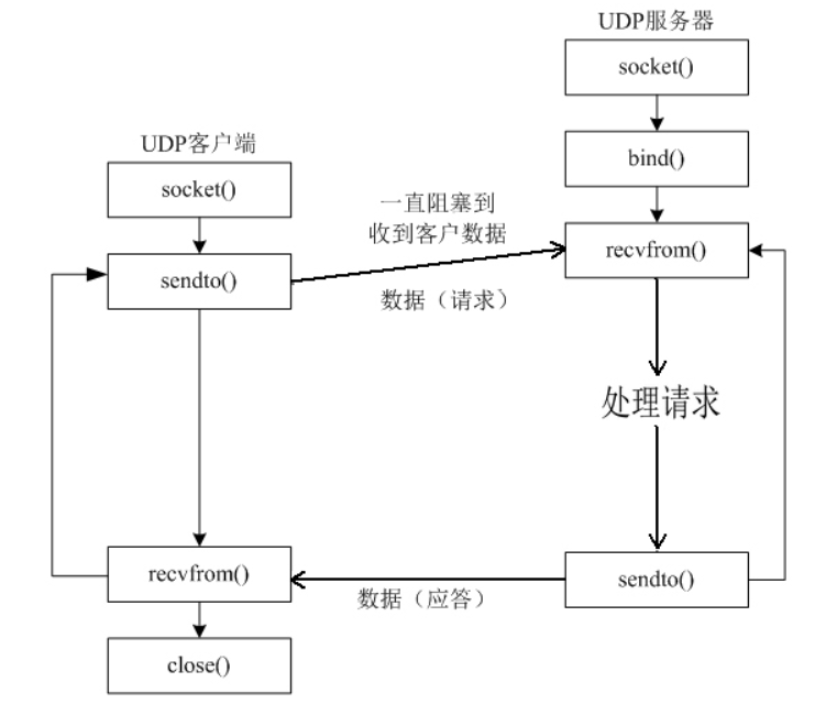 UDP服务器
socket()
bind()
UDP客户端
socket()
一直阻塞到
收到客户数据
recvfrom()
sendto()
数据（请求）
处理请求
recvfrom()
sendto()
数据（应答）
close()